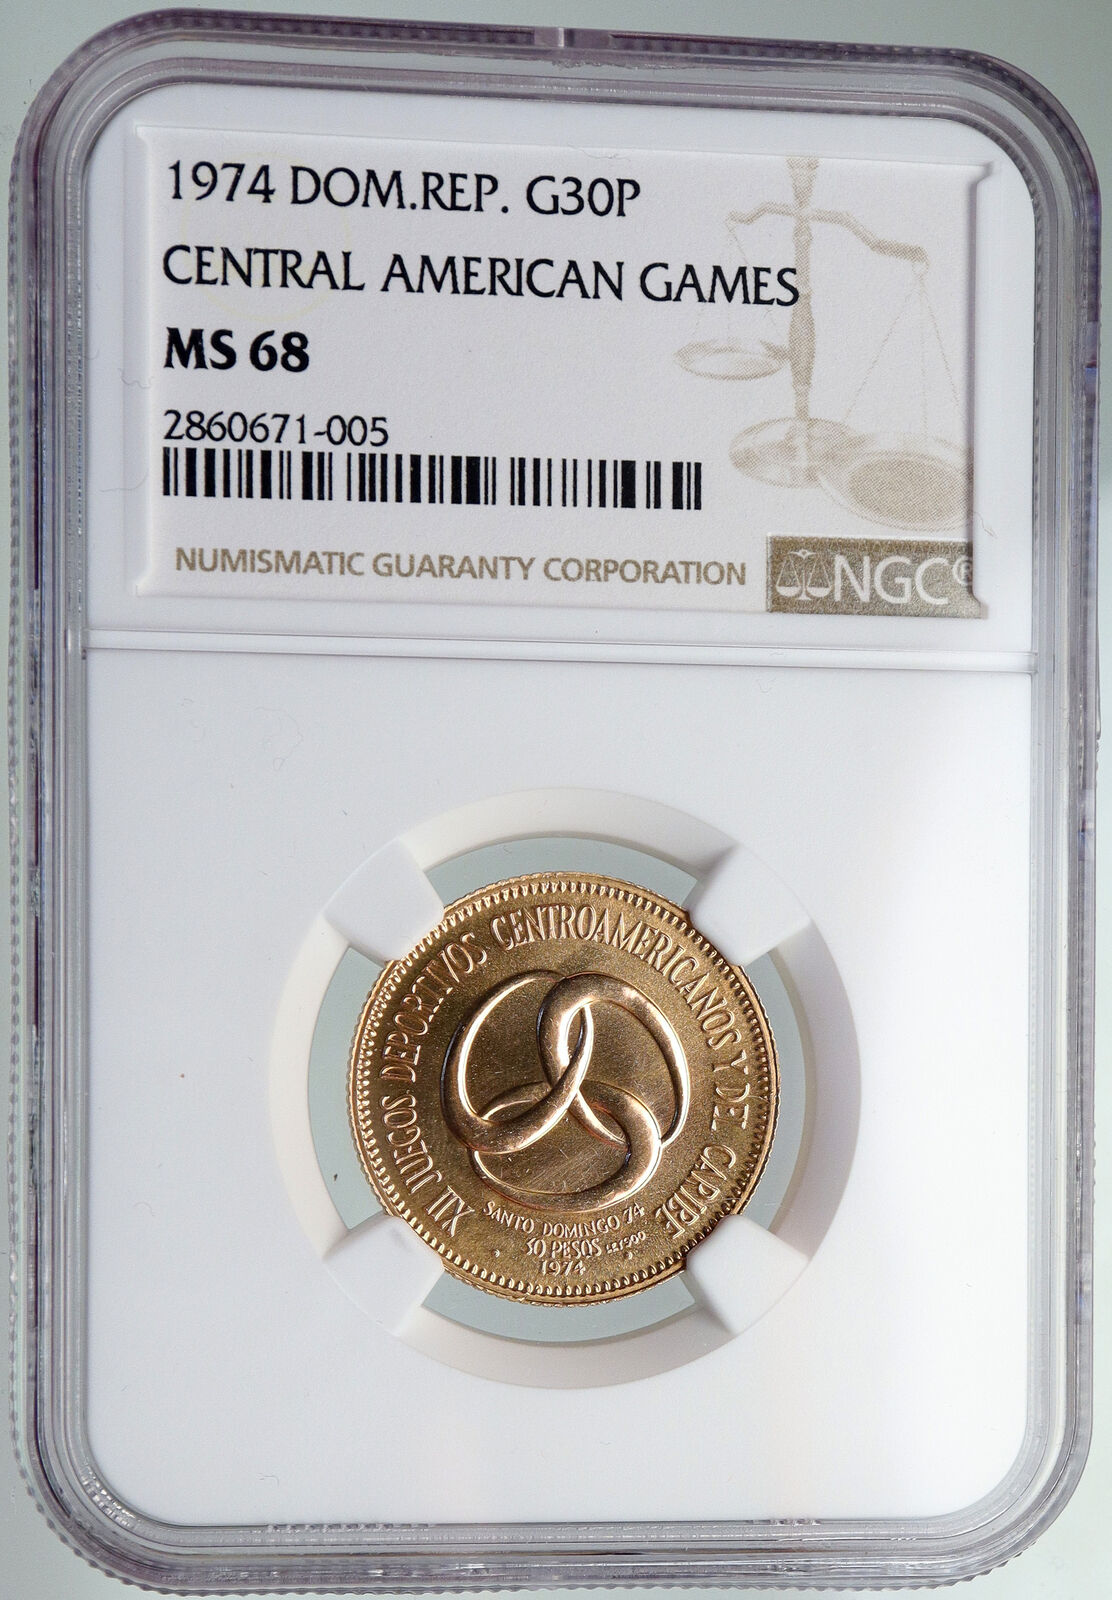 1974 DOM.REP. G30P
CENTRAL AMERICAN GAMES
MS 68
2860671-005
NUMISMATIC GUARANTY CORPORATION
NGC®
XII JUEGOS DEPORTIVOS CENTROAMERICANOS Y DEL CARIBE
SANTO DOMINGO 74
30 PESOS
1974